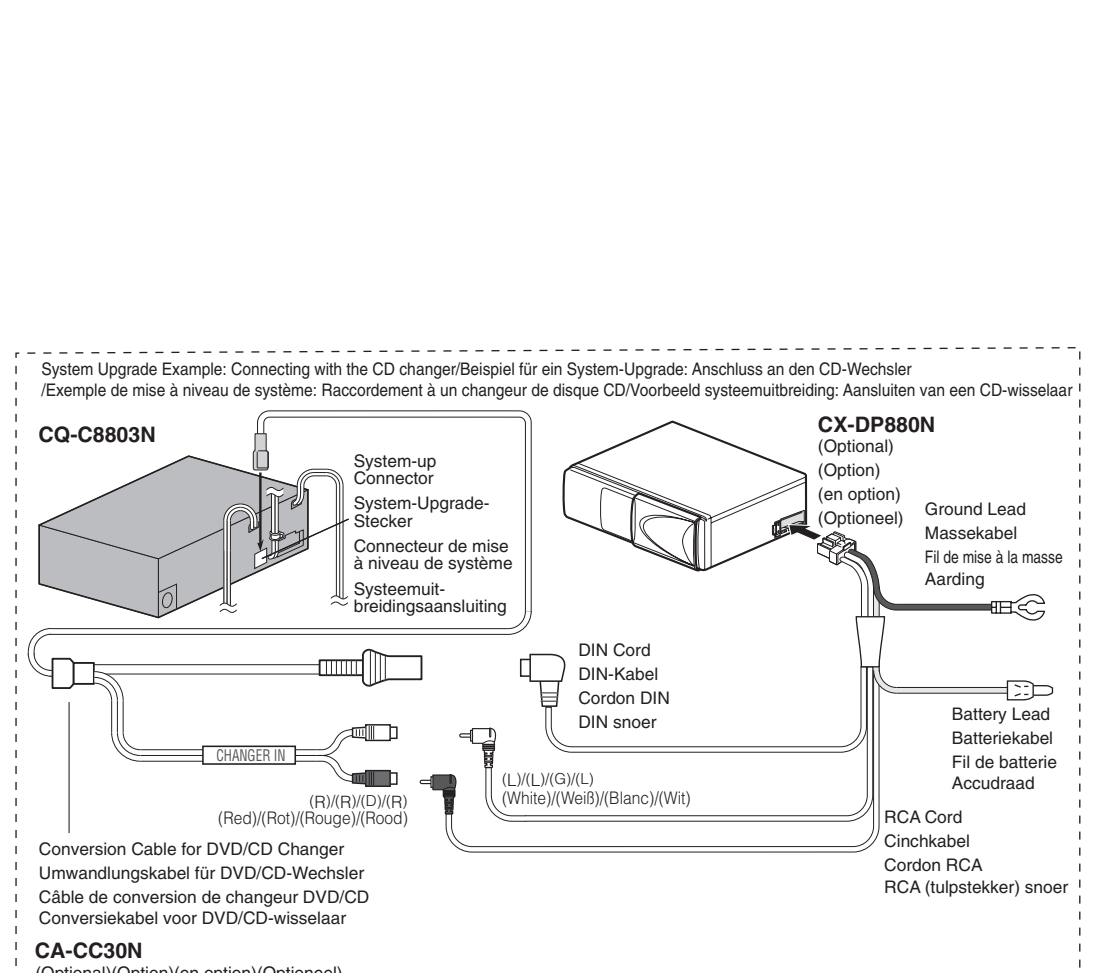 System Upgrade Example: Connecting with the CD changer/Beispiel für ein System-Upgrade: Anschluss an den CD-Wechsler
/Exemple de mise à niveau de système: Raccordement à un changeur de disque CD/Voorbeeld systeemuitbreiding: Aansluiten van een CD-wisselaar
CQ-C8803N
System-up
Connector
System-Upgrade-
Stecker
Connecteur de mise
à niveau de système
Systeemuit-
breidingsaansluiting
CX-DP880N
(Optional)
(Option)
(en option)
(Optioneel)
Ground Lead
Massekabel
Fil de mise à la masse
Aarding
DIN Cord
DIN-Kabel
Cordon DIN
DIN snoer
Battery Lead
Batteriekabel
Fil de batterie
Accudraad
CHANGER IN
(L)/(L)/(G)/(L)
(White)/(Weiß)/(Blanc)/(Wit)
(R)/(R)/(D)/(R)
(Red)/(Rot)/(Rouge)/(Rood)
RCA Cord
Cinchkabel
Cordon RCA
RCA (tulpstekker) snoer
Conversion Cable for DVD/CD Changer
Umwandlungskabel für DVD/CD-Wechsler
Câble de conversion de changeur DVD/CD
Conversiekabel voor DVD/CD-wisselaar
CA-CC30N
(Optional)(Option)(en option)(Optioneel)